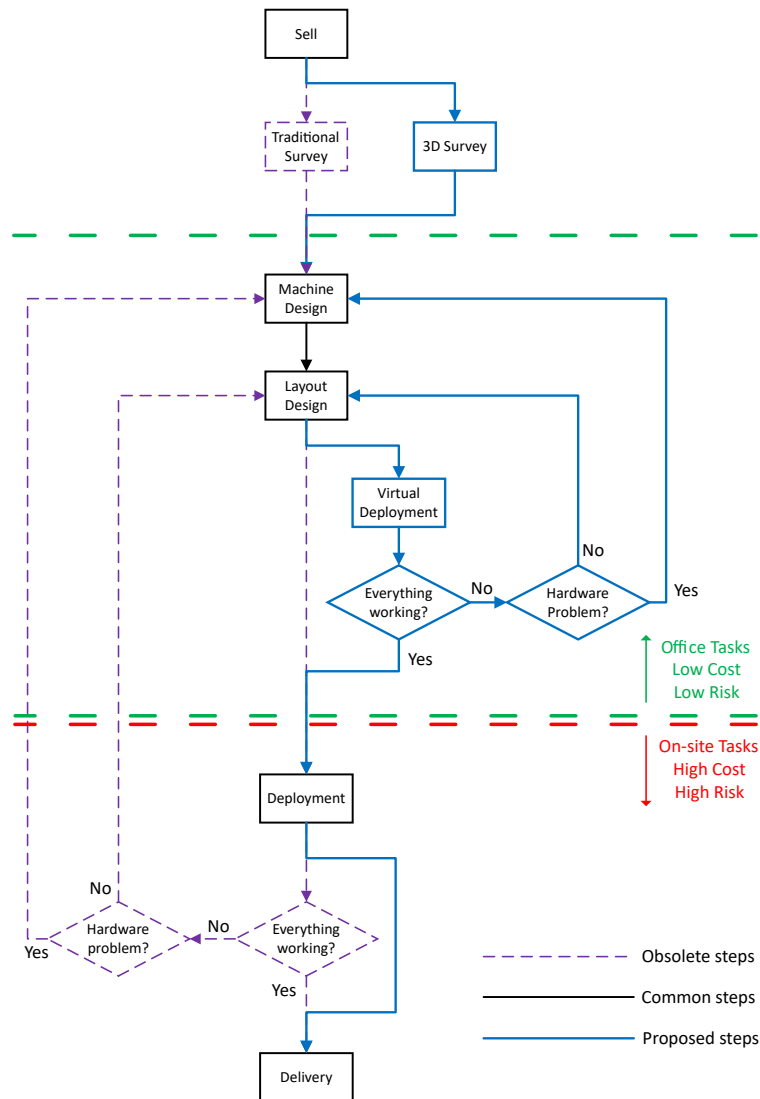 Sell
Traditional
Survey
3D Survey
Machine
Design
Layout
Design
Virtual
Deployment
No
Everything
working?
No
Hardware
Problem?
Yes
Yes
Office Tasks
Low Cost
Low Risk
On-site Tasks
High Cost
High Risk
Deployment
No
Hardware
problem?
No
Everything
working?
Yes
Yes
Obsolete steps
Common steps
Proposed steps
Delivery